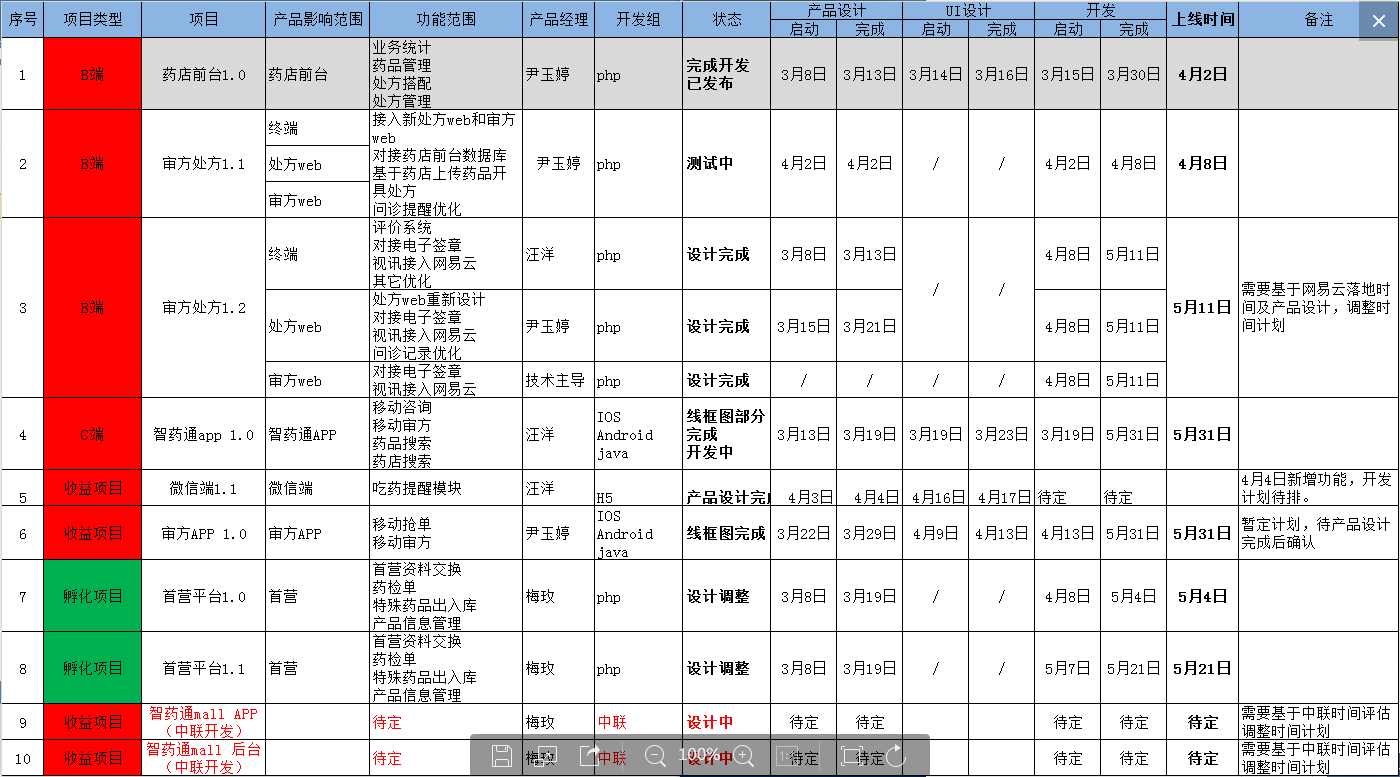 序号 项目类型 项目 产品影响范围 功能范围 产品经理 开发组 状态 产品设计 UI设计 开发 上线时间 备注
启动 完成 启动 完成 启动 完成
1 B端 药店前台1.0 药店前台 业务统计 尹玉婷 php 完成开发 3月8日 3月13日 3月14日 3月16日 3月15日 3月30日 4月2日
药品管理 已发布
处方搭配
处方管理
2 B端 审方处方1.1 终端 接入新处方web和审方 尹玉婷 php 测试中 4月2日 4月2日 / / 4月2日 4月8日 4月8日
web
处方web 对接药店前台数据库
基于药店上传药品开
审方web 具处方
问诊提醒优化
3 B端 审方处方1.2 终端 评价系统 汪洋 php 设计完成 3月8日 3月13日 / / 4月8日 5月11日 5月11日 需要基于网易云落地时
对接电子签章 间及产品设计，调整时
视讯接入网易云 间计划
其它优化
处方web 处方web重新设计 尹玉婷 php 设计完成 3月15日 3月21日 4月8日 5月11日
对接电子签章
视讯接入网易云
问诊记录优化
审方web 对接电子签章 技术主导 php 设计完成 / / / / 4月8日 5月11日
视讯接入网易云
4 C端 智药通app 1.0 智药通APP 移动咨询 汪洋 IOS 线框图部分 3月13日 3月19日 3月19日 3月23日 3月19日 5月31日 5月31日
移动审方 Android 完成
药品搜索 java 开发中
药店搜索
5 收益项目 微信端1.1 微信端 吃药提醒模块 汪洋 H5 产品设计完 4月3日 4月4日 4月16日 4月17日 待定 待定 4月4日新增功能，开发
计划待排。
6 收益项目 审方APP 1.0 审方APP 移动抢单 尹玉婷 IOS 线框图完成 3月22日 3月29日 4月9日 4月13日 4月13日 5月31日 5月31日 暂定计划，待产品设计
移动审方 Android 完成后确认
java
7 孵化项目 首营平台1.0 首营 首营资料交换 梅玫 php 设计调整 3月8日 3月19日 / / 4月8日 5月4日 5月4日
药检单
特殊药品出入库
产品信息管理
8 孵化项目 首营平台1.1 首营 首营资料交换 梅玫 php 设计调整 3月8日 3月19日 / / 5月7日 5月21日 5月21日
药检单
特殊药品出入库
产品信息管理
9 收益项目 智药通mall APP 待定 梅玫 中联 设计中 待定 待定 待定 待定 待定 需要基于中联时间评估
（中联开发） 调整时间计划
10 收益项目 智药通mall 后台 待定 梅玫 中联 设计中 待定 待定 待定 待定 待定 需要基于中联时间评估
（中联开发） 调整时间计划
100%
1:1